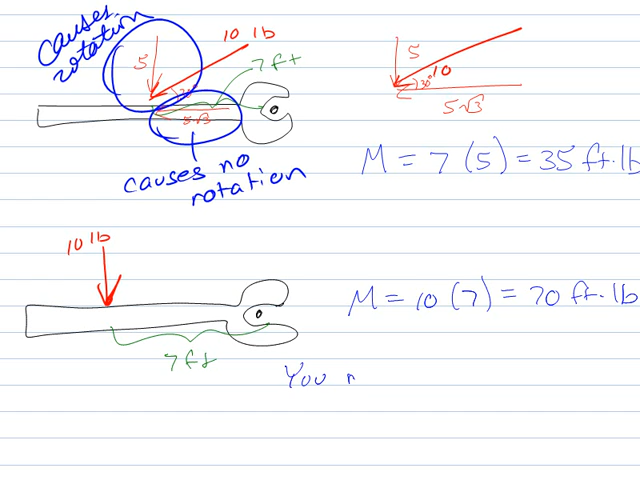 causes
rotation
10 lb
5
7 ft
30°
5√3
causes no
rotation
5
30°
10
5√3
M = 7 (5) = 35 ft·lb
10 lb
M = 10 (7) = 70 ft·lb
7 ft
You